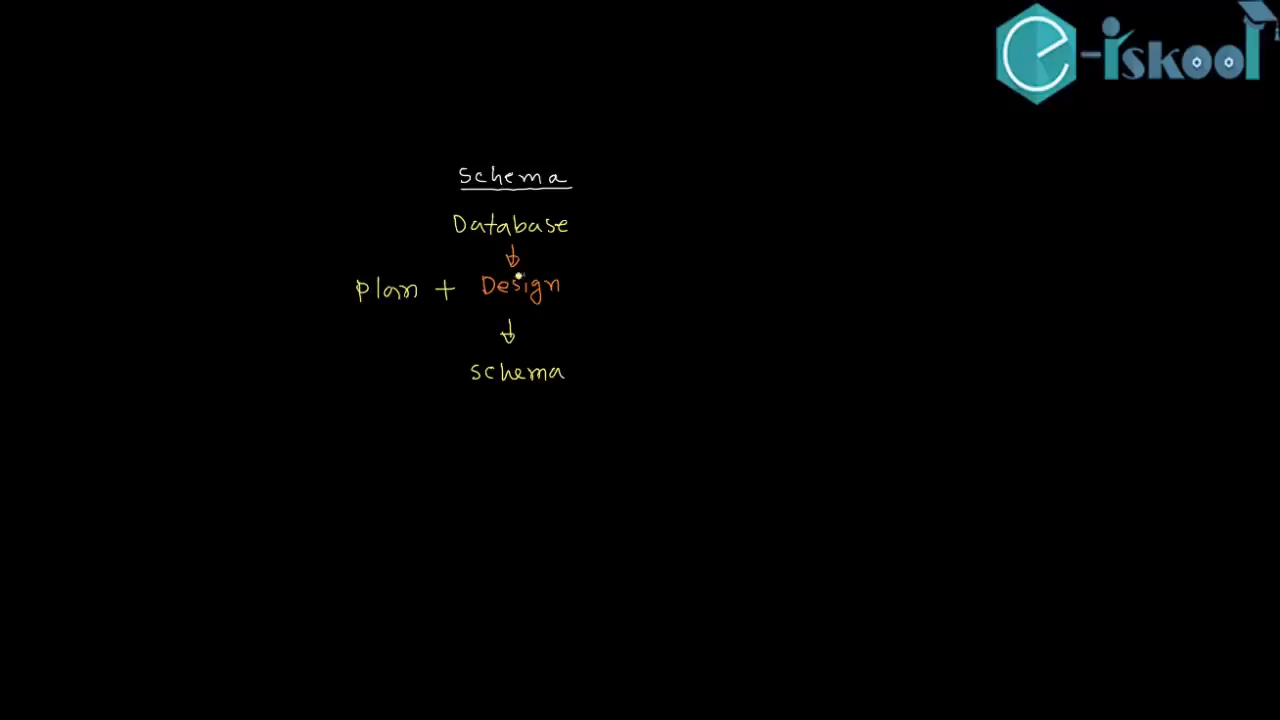 e-iskool
Schema
Database
Plan + Design
Schema